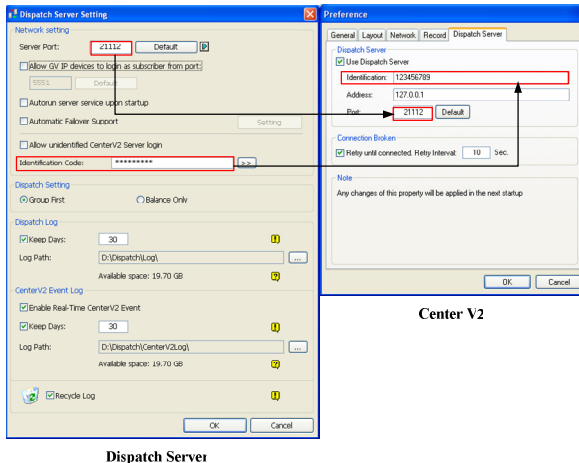 Dispatch Server Setting
Network setting
Server Port: 21112 Default
Allow GV IP devices to login as subscriber from port:
5551 Default
Autorun server service upon startup
Automatic Failover Support Setting
Allow unidentified CenterV2 Server login
Identification Code: ********* >>
Dispatch Setting
Group First Balance Only
Dispatch Log
Keep Days: 30
Log Path: D:\Dispatch\Log\ ...
Available space: 19.70 GB
CenterV2 Event Log
Enable Real-Time CenterV2 Event
Keep Days: 30
Log Path: D:\Dispatch\CenterV2Log\ ...
Available space: 19.70 GB
Recycle Log
OK Cancel
Dispatch Server
Preference
General Layout Network Record Dispatch Server
Dispatch Server
Use Dispatch Server
Identification: 123456789
Address: 127.0.0.1
Port: 21112 Default
Connection Broken
Retry until connected. Retry Interval: 10 Sec.
Note
Any changes of this property will be applied in the next startup
OK Cancel
Center V2